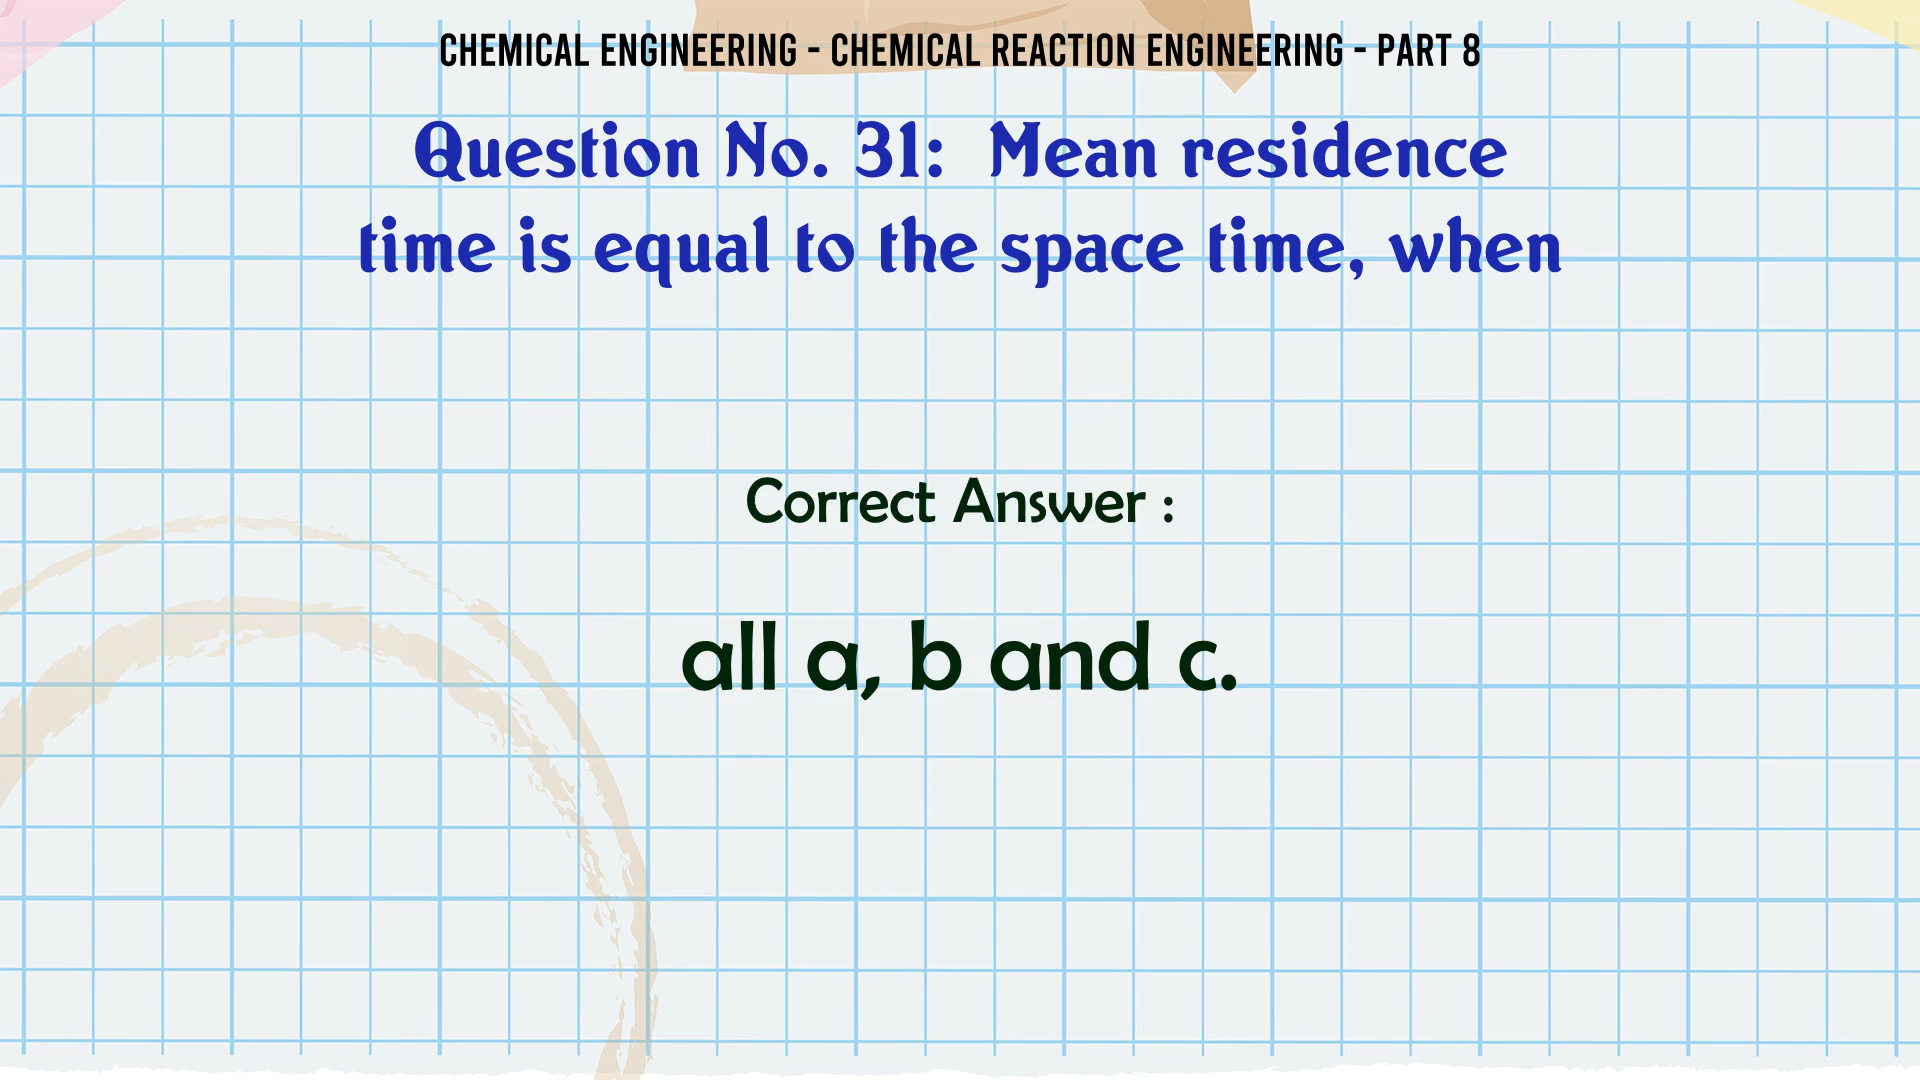 CHEMICAL ENGINEERING - CHEMICAL REACTION ENGINEERING - PART 8
Question No. 31: Mean residence
time is equal to the space time, when
Correct Answer :
all a, b and c.